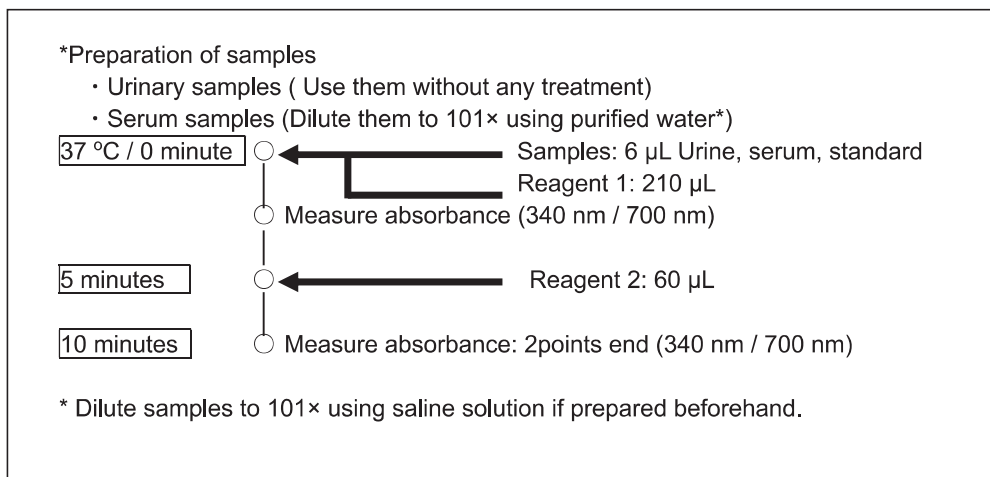 *Preparation of samples
・Urinary samples ( Use them without any treatment)
・Serum samples (Dilute them to 101× using purified water*)
37 ºC / 0 minute
Samples: 6 µL Urine, serum, standard
Reagent 1: 210 µL
Measure absorbance (340 nm / 700 nm)
5 minutes
Reagent 2: 60 µL
10 minutes
Measure absorbance: 2points end (340 nm / 700 nm)
* Dilute samples to 101× using saline solution if prepared beforehand.